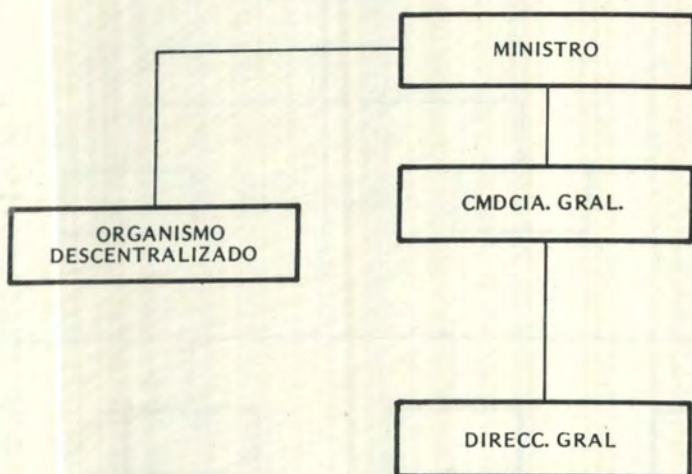 MINISTRO
CMDCIA. GRAL.
ORGANISMO
DESCENTRALIZADO
DIRECC. GRAL